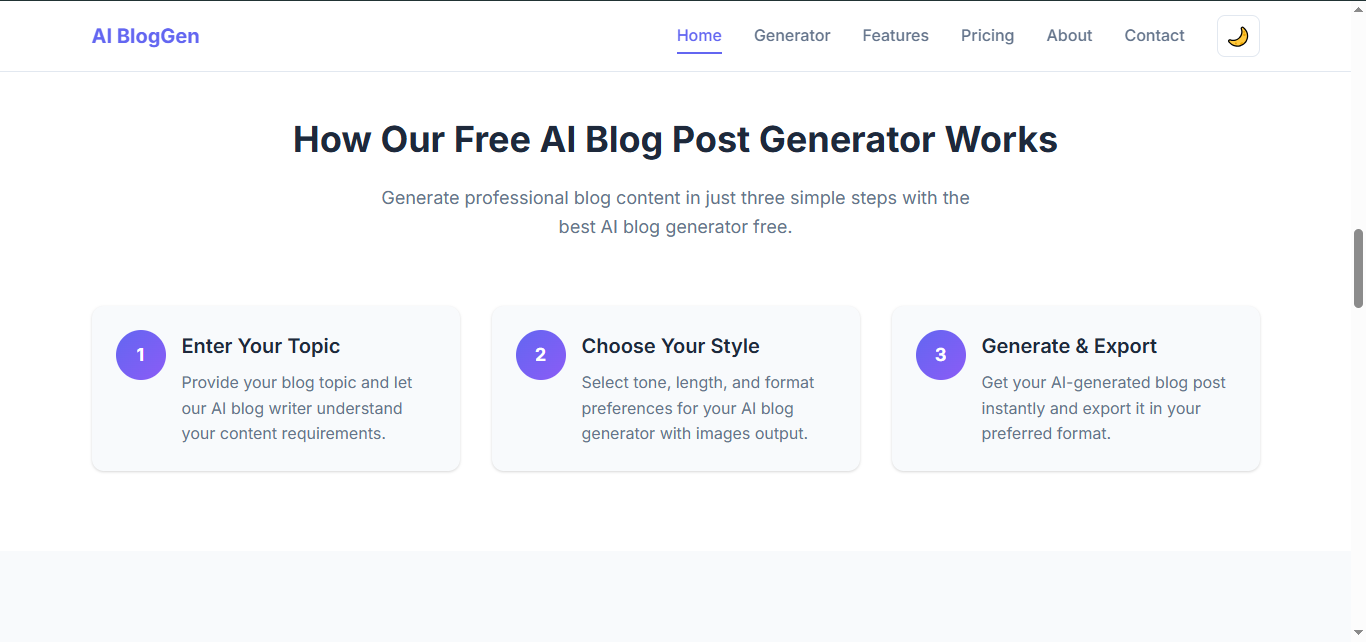 AI BlogGen
Home
Generator
Features
Pricing
About
Contact
How Our Free AI Blog Post Generator Works
Generate professional blog content in just three simple steps with the
best AI blog generator free.
1
Enter Your Topic
Provide your blog topic and let
our AI blog writer understand
your content requirements.
2
Choose Your Style
Select tone, length, and format
preferences for your AI blog
generator with images output.
3
Generate & Export
Get your AI-generated blog post
instantly and export it in your
preferred format.